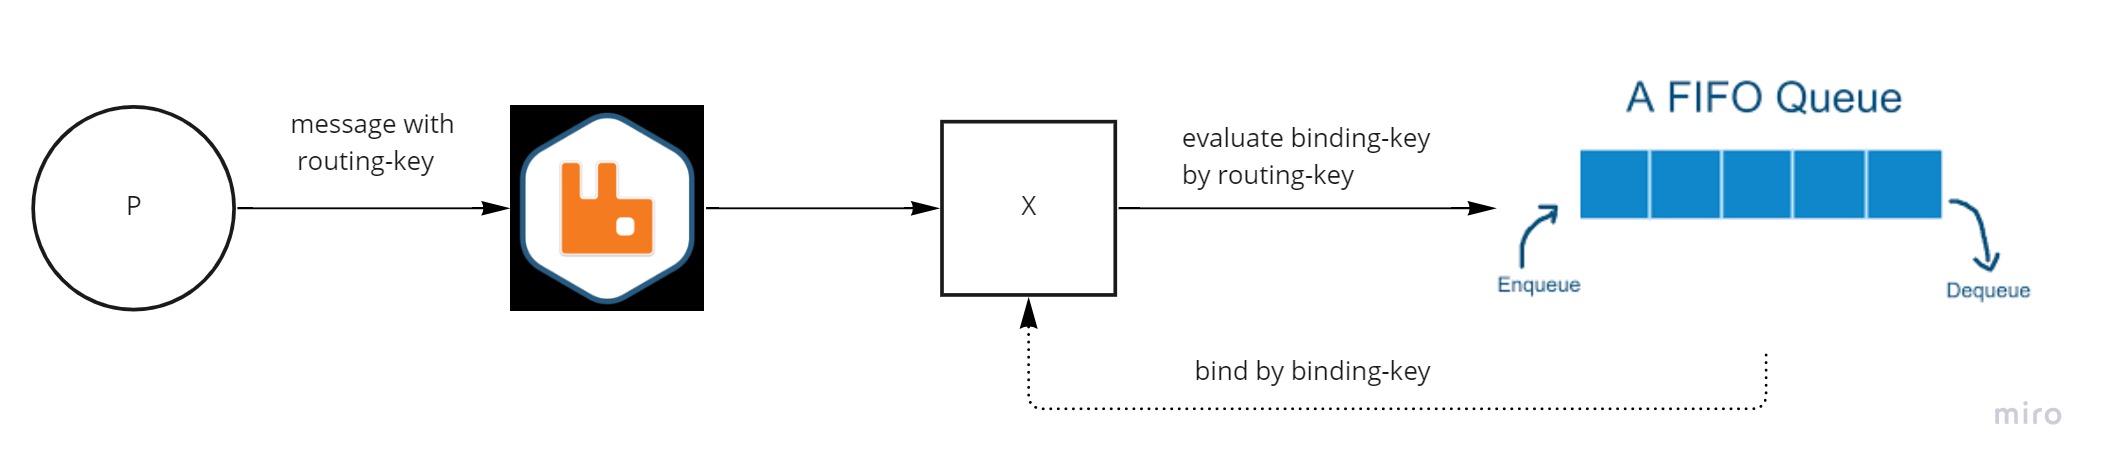 P
message with
routing-key
X
evaluate binding-key
by routing-key
A FIFO Queue
Enqueue
Dequeue
bind by binding-key
miro